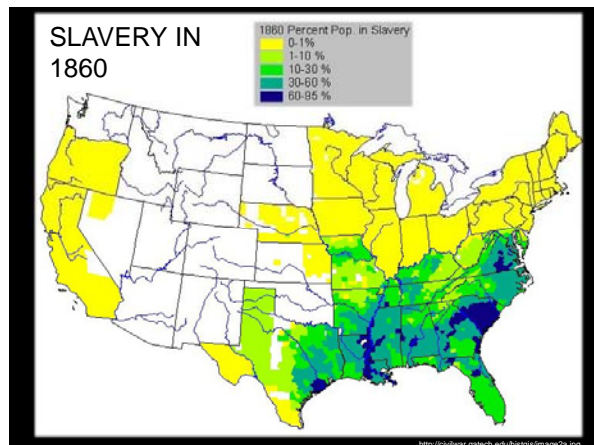 SLAVERY IN
1860
1860 Percent Pop. in Slavery
0-1%
1-10 %
10-30 %
30-60 %
60-95 %
http://civilwar.gatech.edu/histgis/image2a.jpg